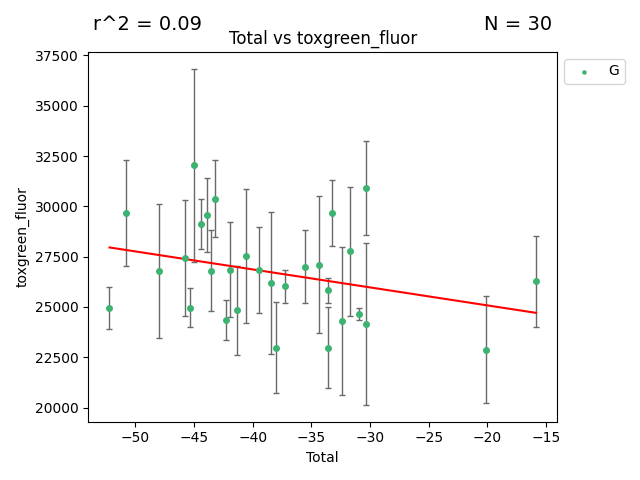 r^2 = 0.09
N = 30
Total vs toxgreen_fluor
G
37500
35000
32500
30000
27500
25000
22500
20000
toxgreen_fluor
−50
−45
−40
−35
−30
−25
−20
−15
Total